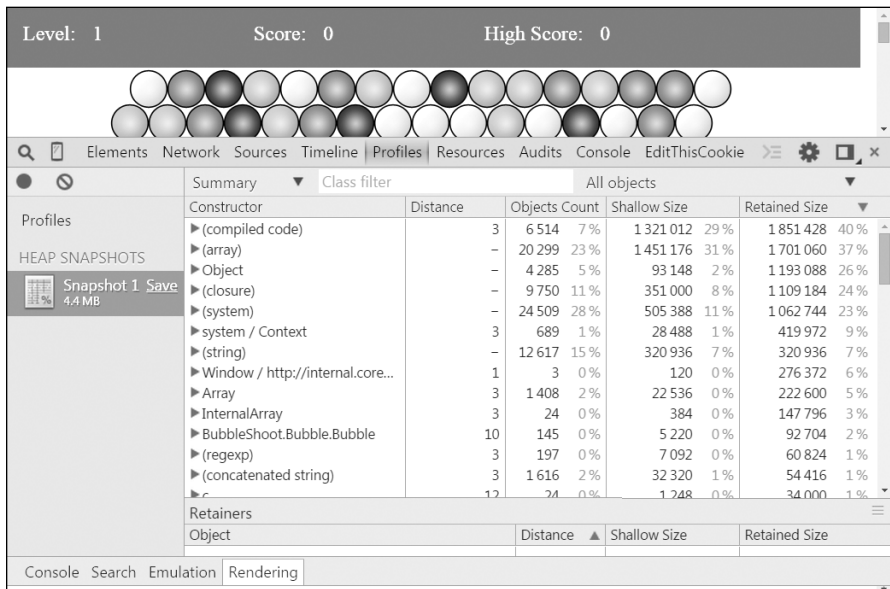 Level: 1 Score: 0 High Score: 0
Elements Network Sources Timeline Profiles Resources Audits Console EditThisCookie
Summary ▼ Class filter All objects ▼
Profiles
HEAP SNAPSHOTS
Snapshot 1 Save
4.4 MB
Constructor Distance Objects Count Shallow Size Retained Size ▼
▶(compiled code) 3 6 514 7 % 1 321 012 29 % 1 851 428 40 %
▶(array) – 20 299 23 % 1 451 176 31 % 1 701 060 37 %
▶Object – 4 285 5 % 93 148 2 % 1 193 088 26 %
▶(closure) – 9 750 11 % 351 000 8 % 1 109 184 24 %
▶(system) – 24 509 28 % 505 388 11 % 1 062 744 23 %
▶system / Context 3 689 1 % 28 488 1 % 419 972 9 %
▶(string) – 12 617 15 % 320 936 7 % 320 936 7 %
▶Window / http://internal.core... 1 3 0 % 120 0 % 276 372 6 %
▶Array 3 1 408 2 % 22 536 0 % 222 600 5 %
▶InternalArray 3 24 0 % 384 0 % 147 796 3 %
▶BubbleShoot.Bubble.Bubble 10 145 0 % 5 220 0 % 92 704 2 %
▶(regexp) 3 197 0 % 7 092 0 % 60 824 1 %
▶(concatenated string) 3 1 616 2 % 32 320 1 % 54 416 1 %
▶c 12 24 0 % 1 248 0 % 34 000 1 %
Retainers
Object Distance ▲ Shallow Size Retained Size
Console Search Emulation Rendering